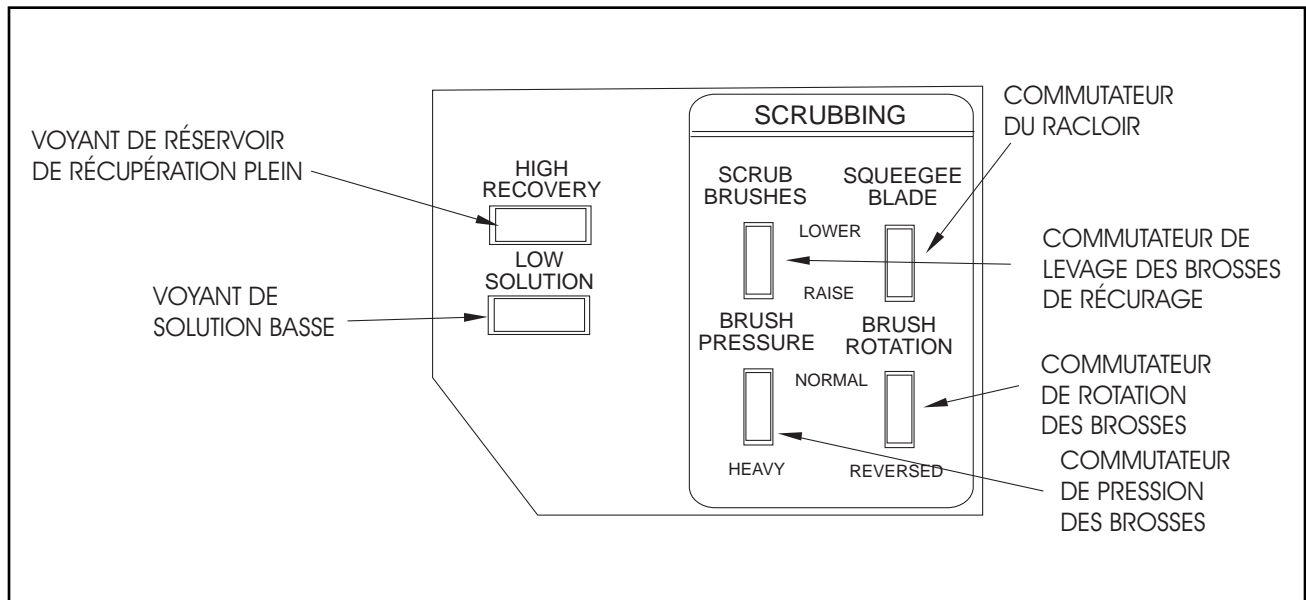 COMMUTATEUR
DU RACLOIR
SCRUBBING
VOYANT DE RÉSERVOIR
DE RÉCUPÉRATION PLEIN
HIGH
RECOVERY
SCRUB
BRUSHES
SQUEEGEE
BLADE
LOWER
COMMUTATEUR DE
LEVAGE DES BROSSES
DE RÉCURAGE
LOW
SOLUTION
RAISE
VOYANT DE
SOLUTION BASSE
BRUSH
PRESSURE
BRUSH
ROTATION
NORMAL
COMMUTATEUR
DE ROTATION
DES BROSSES
HEAVY
REVERSED
COMMUTATEUR
DE PRESSION
DES BROSSES